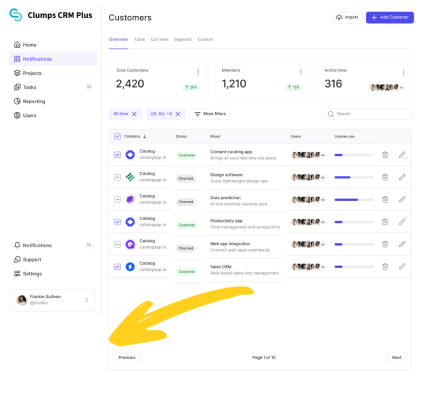 Clumps CRM Plus
Home
Notifications
Projects
Tasks 10
Reporting
Users
Notifications 10
Support
Settings
Frankie Sullivan
@frankie
Customers
Import
+ Add Customer
Overview Table List view Segment Custom
Total Customers
2,420
↑ 20%
Members
1,210
↑ 15%
Active Now
316
All time X
US, AU, +4 X
More filters
Search
Company ↓ Status About Users License use
Catalog
catalogapp.io
Customer
Content curating app
Brings all your news into one place
Catalog
catalogapp.io
Churned
Design software
Super lightweight design app
Catalog
catalogapp.io
Churned
Data prediction
AI and machine learning data
Catalog
catalogapp.io
Customer
Productivity app
Time management and productivity
Catalog
catalogapp.io
Churned
Web app integration
Connect web apps seamlessly
Catalog
catalogapp.io
Customer
Sales CRM
Web-based sales doc management
Previous
Page 1 of 10
Next